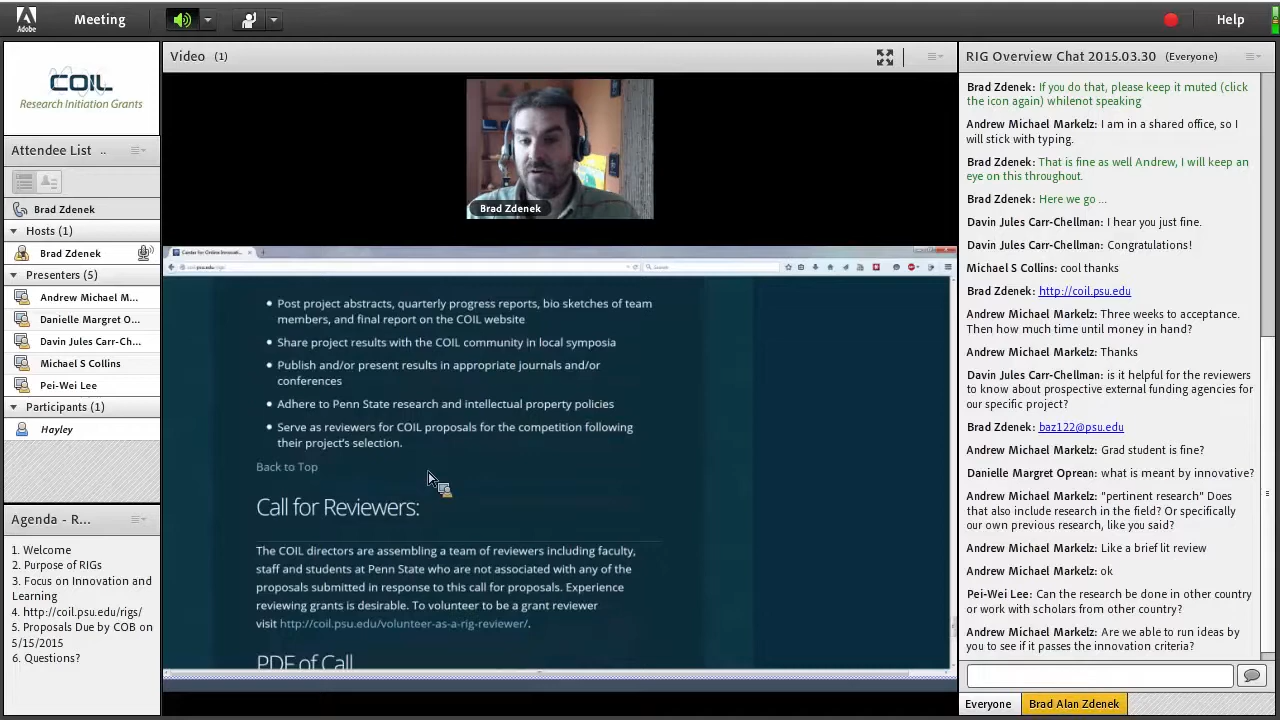 Adobe
Meeting
Help
COIL
Research Initiation Grants
Attendee List ..
Brad Zdenek
Hosts (1)
Brad Zdenek
Presenters (5)
Andrew Michael M...
Danielle Margret O...
Davin Jules Carr-Ch...
Michael S Collins
Pei-Wei Lee
Participants (1)
Hayley
Agenda - R...
1. Welcome
2. Purpose of RIGs
3. Focus on Innovation and
Learning
4. http://coil.psu.edu/rigs/
5. Proposals Due by COB on
5/15/2015
6. Questions?
Video (1)
Brad Zdenek
Center for Online Innovati...
coil.psu.edu/rigs/
Search
Post project abstracts, quarterly progress reports, bio sketches of team
members, and final report on the COIL website
Share project results with the COIL community in local symposia
Publish and/or present results in appropriate journals and/or
conferences
Adhere to Penn State research and intellectual property policies
Serve as reviewers for COIL proposals for the competition following
their project's selection.
Back to Top
Call for Reviewers:
The COIL directors are assembling a team of reviewers including faculty,
staff and students at Penn State who are not associated with any of the
proposals submitted in response to this call for proposals. Experience
reviewing grants is desirable. To volunteer to be a grant reviewer
visit http://coil.psu.edu/volunteer-as-a-rig-reviewer/.
PDF of Call
RIG Overview Chat 2015.03.30 (Everyone)
Brad Zdenek: If you do that, please keep it muted (click
the icon again) whilenot speaking
Andrew Michael Markelz: I am in a shared office, so I
will stick with typing.
Brad Zdenek: That is fine as well Andrew, I will keep an
eye on this throughout.
Brad Zdenek: Here we go ...
Davin Jules Carr-Chellman: I hear you just fine.
Davin Jules Carr-Chellman: Congratulations!
Michael S Collins: cool thanks
Brad Zdenek: http://coil.psu.edu
Andrew Michael Markelz: Three weeks to acceptance.
Then how much time until money in hand?
Andrew Michael Markelz: Thanks
Davin Jules Carr-Chellman: is it helpful for the reviewers
to know about prospective external funding agencies for
our specific project?
Brad Zdenek: baz122@psu.edu
Andrew Michael Markelz: Grad student is fine?
Danielle Margret Oprean: what is meant by innovative?
Andrew Michael Markelz: "pertinent research" Does
that also include research in the field? Or specifically
our own previous research, like you said?
Andrew Michael Markelz: Like a brief lit review
Andrew Michael Markelz: ok
Pei-Wei Lee: Can the research be done in other country
or work with scholars from other country?
Andrew Michael Markelz: Are we able to run ideas by
you to see if it passes the innovation criteria?
Everyone
Brad Alan Zdenek